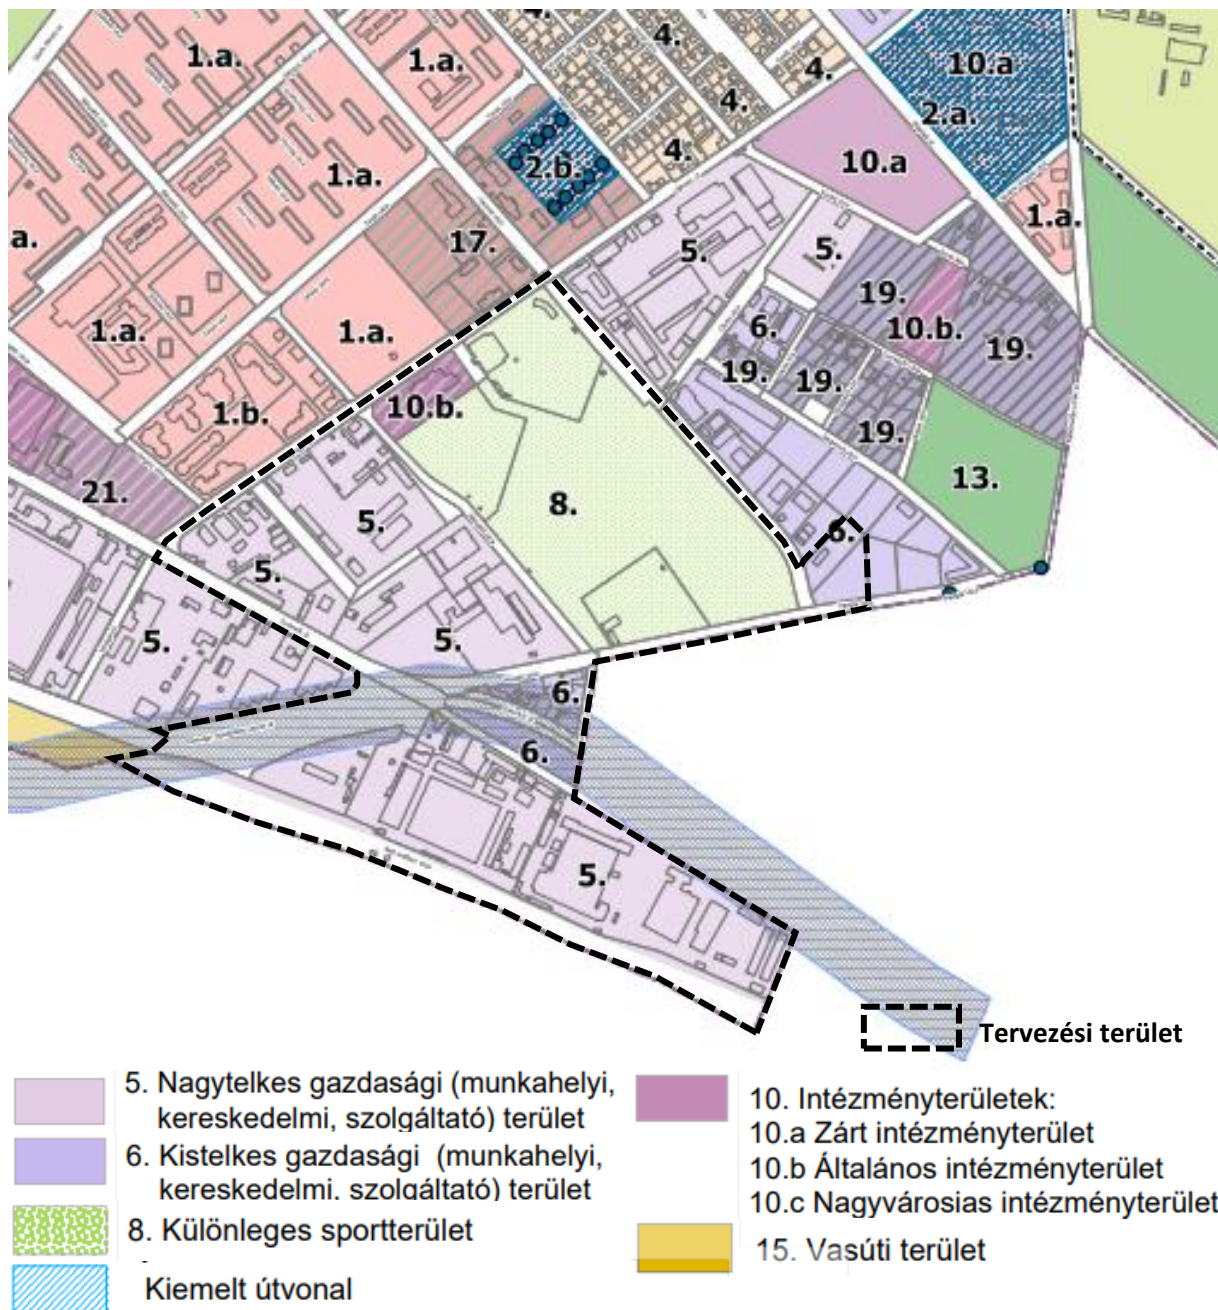 4.
1.a.
1.a.
4.
4.
10.a
4.
2.a.
4.
2.b.
10.a
1.a.
1.a.
a.
17.
5.
5.
19.
6.
10.b.
19.
1.a.
1.a.
19.
19.
10.b.
1.b.
19.
13.
21.
8.
5.
6.
5.
5.
5.
6.
6.
5.
Tervezési terület
5. Nagytelkes gazdasági (munkahelyi,
kereskedelmi, szolgáltató) terület
6. Kistelkes gazdasági (munkahelyi,
kereskedelmi, szolgáltató) terület
8. Különleges sportterület
Kiemelt útvonal
10. Intézményterületek:
10.a Zárt intézményterület
10.b Általános intézményterület
10.c Nagyvárosias intézményterület
15. Vasúti terület